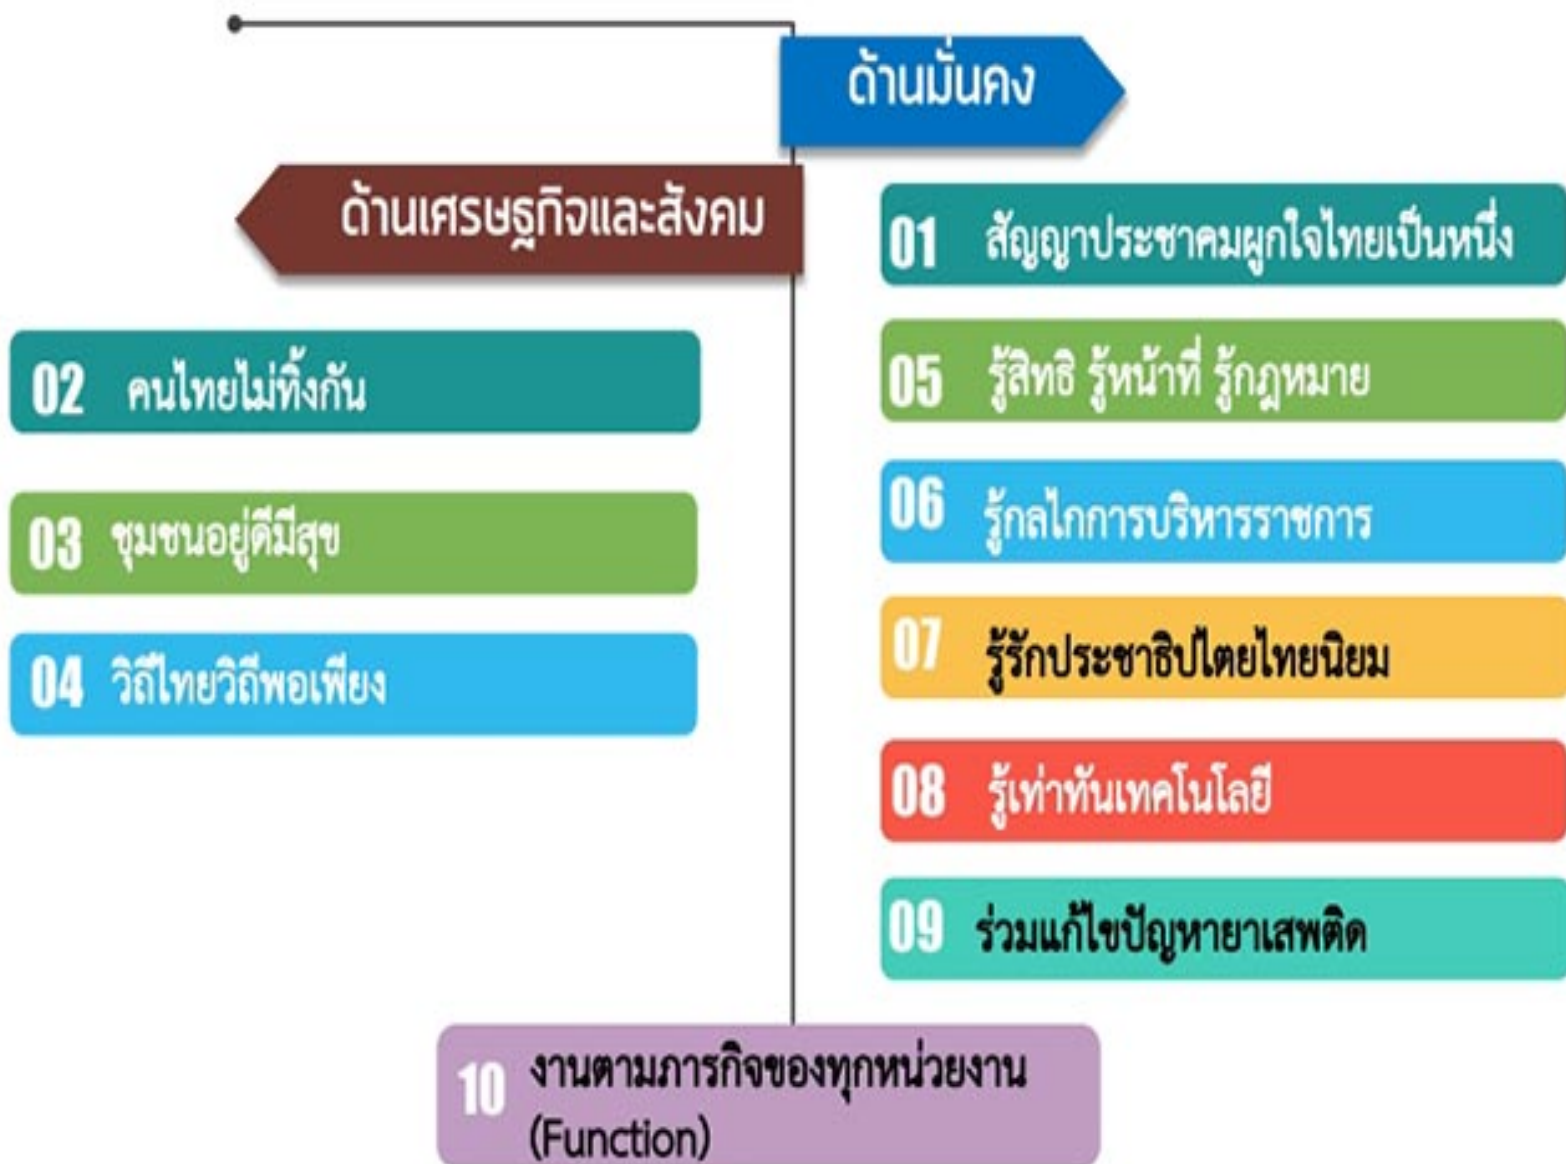 ด้านมั่นคง
ด้านเศรษฐกิจและสังคม
01 สัญญาประชาคมผูกใจไทยเป็นหนึ่ง
02 คนไทยไม่ทิ้งกัน
03 ชุมชนอยู่ดีมีสุข
04 วิถีไทยวิถีพอเพียง
05 รู้สิทธิ รู้หน้าที่ รู้กฎหมาย
06 รู้กลไกการบริหารราชการ
07 รู้รักประชาธิปไตยไทยนิยม
08 รู้เท่าทันเทคโนโลยี
09 ร่วมแก้ไขปัญหายาเสพติด
10 งานตามภารกิจของทุกหน่วยงาน
(Function)